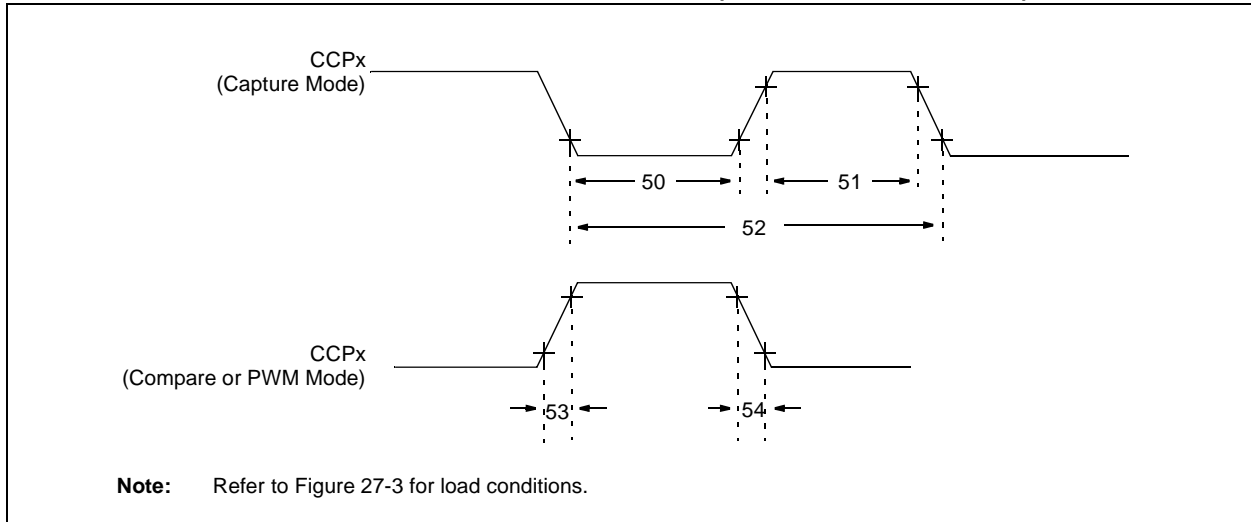 CCPx
(Capture Mode)
50
51
52
CCPx
(Compare or PWM Mode)
53
54
Note: Refer to Figure 27-3 for load conditions.